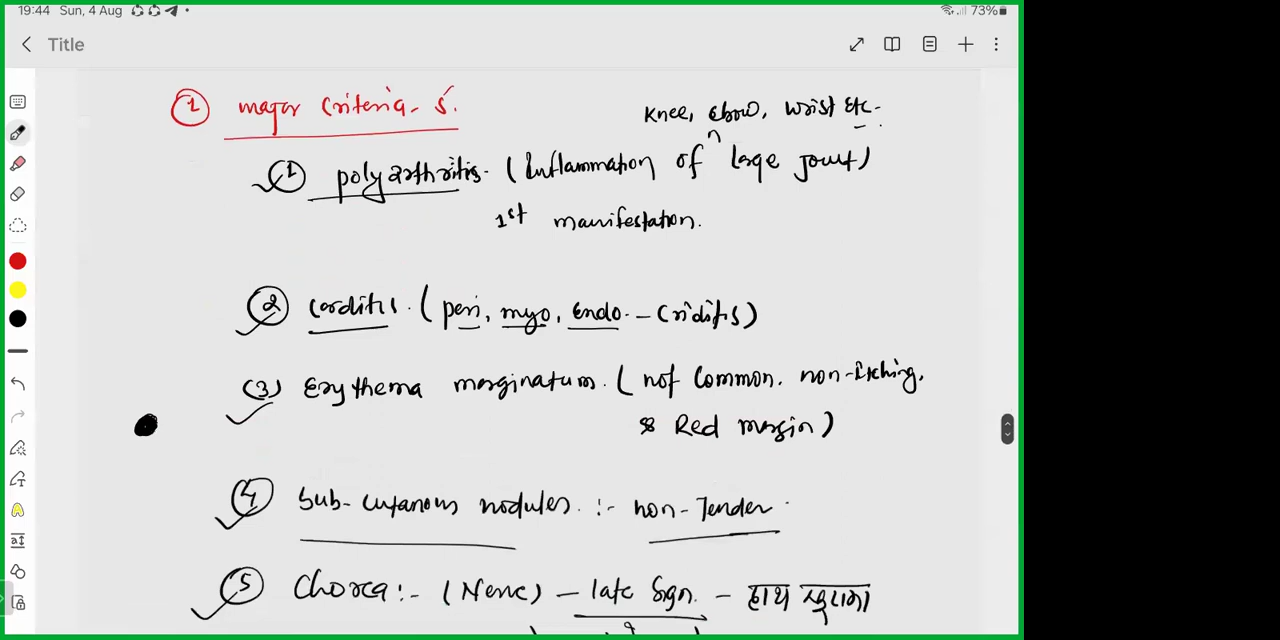 19:44 Sun, 4 Aug
73%
Title
① major Criteria - 5.
Knee, elbow, wrist etc.
① polyarthritis. (Inflammation of large joint)
1st manifestation.
② Carditis. (peri, myo, Endo - Criditis)
(3) Erythema marginatum. (not Common. non-Itching.
& Red margin)
④ Sub-cutanous nodules :- non-Tender
⑤ Chorea :- (Nerve) - late Sign. - हाथ